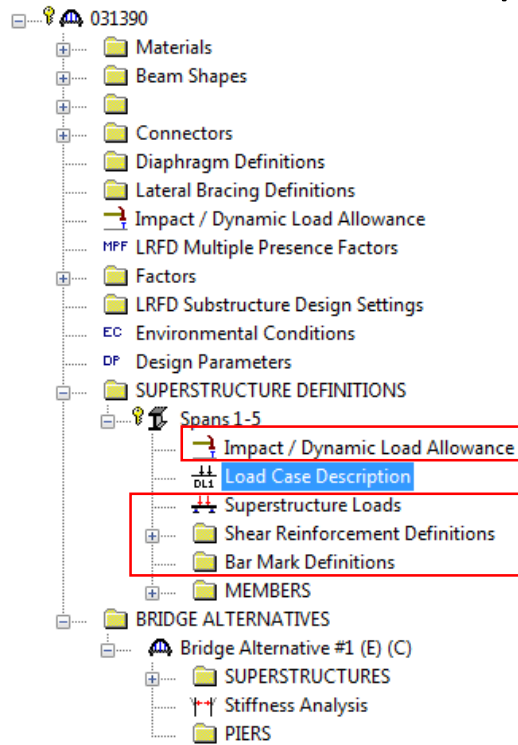 031390
Materials
Beam Shapes
Connectors
Diaphragm Definitions
Lateral Bracing Definitions
Impact / Dynamic Load Allowance
MPF LRFD Multiple Presence Factors
Factors
LRFD Substructure Design Settings
EC Environmental Conditions
DP Design Parameters
SUPERSTRUCTURE DEFINITIONS
Spans 1-5
Impact / Dynamic Load Allowance
DL1 Load Case Description
Superstructure Loads
Shear Reinforcement Definitions
Bar Mark Definitions
MEMBERS
BRIDGE ALTERNATIVES
Bridge Alternative #1 (E) (C)
SUPERSTRUCTURES
Stiffness Analysis
PIERS